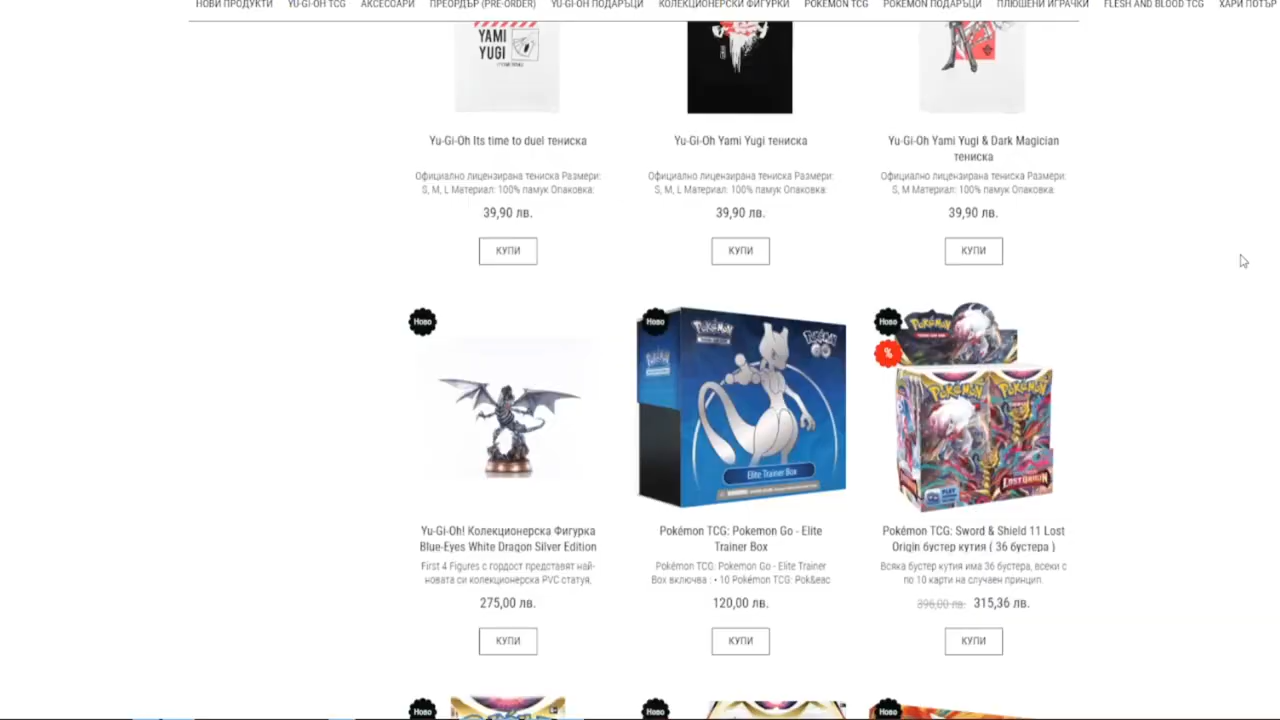 НОВИ ПРОДУКТИ YU-GI-OH TCG АКСЕСОАРИ ПРЕОРДЪР (PRE-ORDER) YU-GI-OH ПОДАРЪЦИ КОЛЕКЦИОНЕРСКИ ФИГУРКИ POKEMON TCG POKEMON ПОДАРЪЦИ ПЛЮШЕНИ ИГРАЧКИ FLESH AND BLOOD TCG ХАРИ ПОТЪР
YAMI
YUGI
Yu-Gi-Oh Its time to duel тениска
Официално лицензирана тениска Размери:
S, M, L Материал: 100% памук Опаковка:
39,90 лв.
КУПИ
Yu-Gi-Oh Yami Yugi тениска
Официално лицензирана тениска Размери:
S, M, L Материал: 100% памук Опаковка:
39,90 лв.
КУПИ
Yu-Gi-Oh Yami Yugi & Dark Magician
тениска
Официално лицензирана тениска Размери:
S, M Материал: 100% памук Опаковка:
39,90 лв.
КУПИ
Ново
Yu-Gi-Oh! Колекционерска Фигурка
Blue-Eyes White Dragon Silver Edition
First 4 Figures с гордост представят най-
новата си колекционерска PVC статуя,
275,00 лв.
КУПИ
Ново
POKéMON
POKéMON
GO
POKéMON
Elite Trainer Box
Pokémon TCG: Pokemon Go - Elite
Trainer Box
Pokémon TCG: Pokemon Go - Elite Trainer
Box включва : • 10 Pokémon TCG: Pok&eac
120,00 лв.
КУПИ
Ново
%
POKéMON
POKéMON
POKéMON
LOST ORIGIN
PLAY
Pokémon TCG: Sword & Shield 11 Lost
Origin бустер кутия ( 36 бустера )
Всяка бустер кутия има 36 бустера, всеки с
по 10 карти на случаен принцип.
396,00 лв. 315,36 лв.
КУПИ
Ново
Ново
Ново